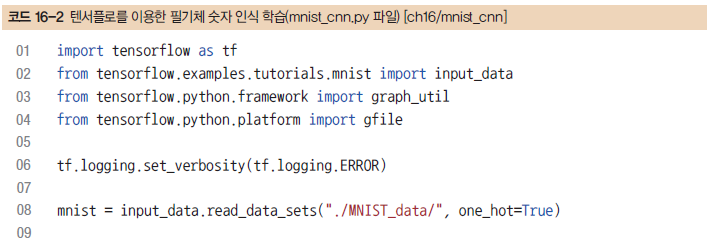 코드 16-2 텐서플로를 이용한 필기체 숫자 인식 학습(mnist_cnn.py 파일) [ch16/mnist_cnn]
01 import tensorflow as tf
02 from tensorflow.examples.tutorials.mnist import input_data
03 from tensorflow.python.framework import graph_util
04 from tensorflow.python.platform import gfile
05
06 tf.logging.set_verbosity(tf.logging.ERROR)
07
08 mnist = input_data.read_data_sets("./MNIST_data/", one_hot=True)
09